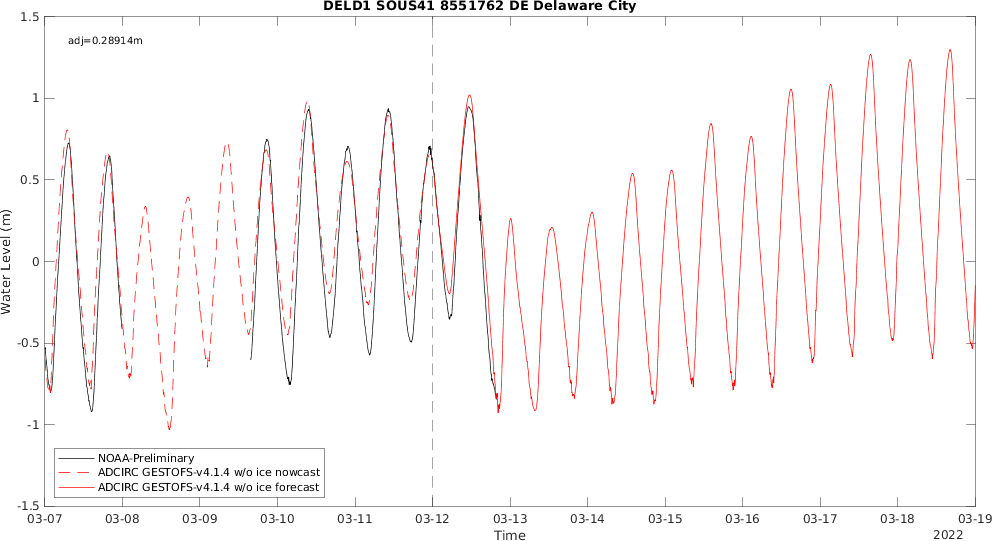 DELD1 SOUS41 8551762 DE Delaware City
1.5
adj=0.28914m
1
0.5
0
-0.5
-1
-1.5
Water Level (m)
NOAA-Preliminary
ADCIRC GESTOFS-v4.1.4 w/o ice nowcast
ADCIRC GESTOFS-v4.1.4 w/o ice forecast
03-07 03-08 03-09 03-10 03-11 03-12 03-13 03-14 03-15 03-16 03-17 03-18 03-19
Time
2022